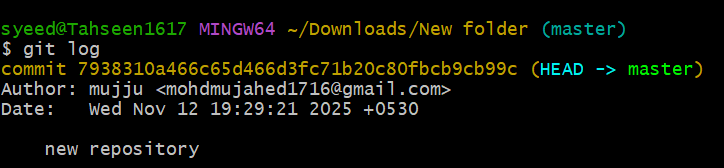 syeed@Tahseen1617 MINGW64 ~/Downloads/New folder (master)
$ git log
commit 7938310a466c65d466d3fc71b20c80fbcb9cb99c (HEAD -> master)
Author: mujju <mohdmujahed1716@gmail.com>
Date:   Wed Nov 12 19:29:21 2025 +0530
    new repository